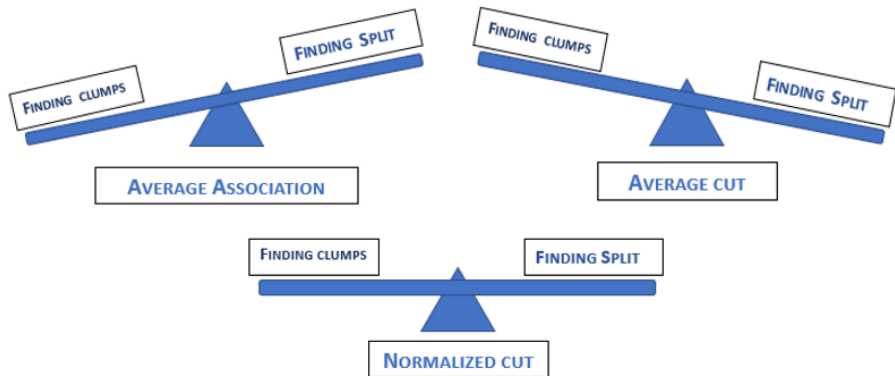 FINDING CLUMPS
FINDING SPLIT
AVERAGE ASSOCIATION
FINDING CLUMPS
FINDING SPLIT
AVERAGE CUT
FINDING CLUMPS
FINDING SPLIT
NORMALIZED CUT